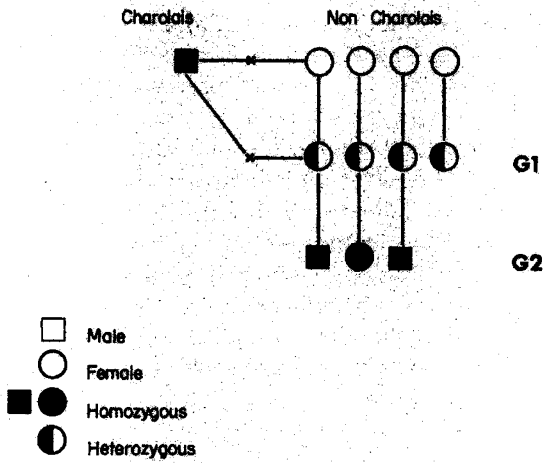 Charolais Non Charolais
G1
G2
Male
Female
Homozygous
Heterozygous